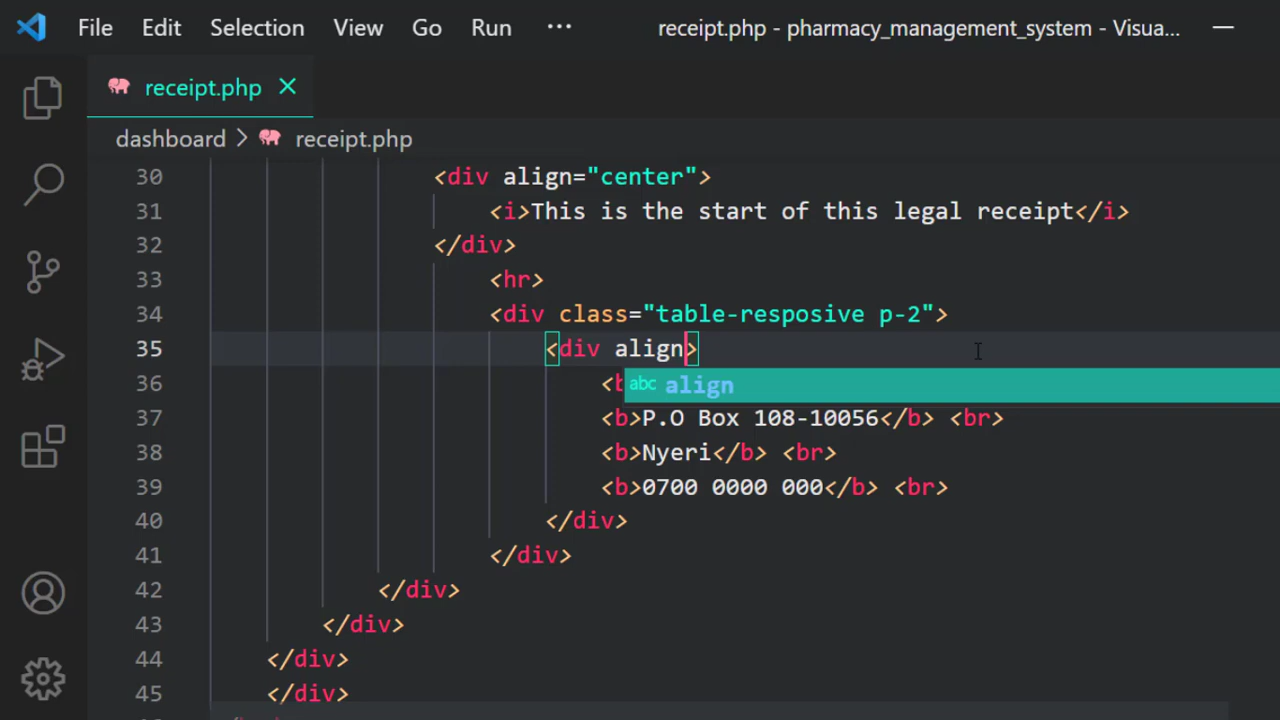 File Edit Selection View Go Run ··· receipt.php - pharmacy_management_system - Visua...
receipt.php
dashboard > receipt.php
30 <div align="center">
31 <i>This is the start of this legal receipt</i>
32 </div>
33 <hr>
34 <div class="table-resposive p-2">
35 <div align>
36 <b
abc align
37 <b>P.O Box 108-10056</b> <br>
38 <b>Nyeri</b> <br>
39 <b>0700 0000 000</b> <br>
40 </div>
41 </div>
42 </div>
43 </div>
44 </div>
45 </div>